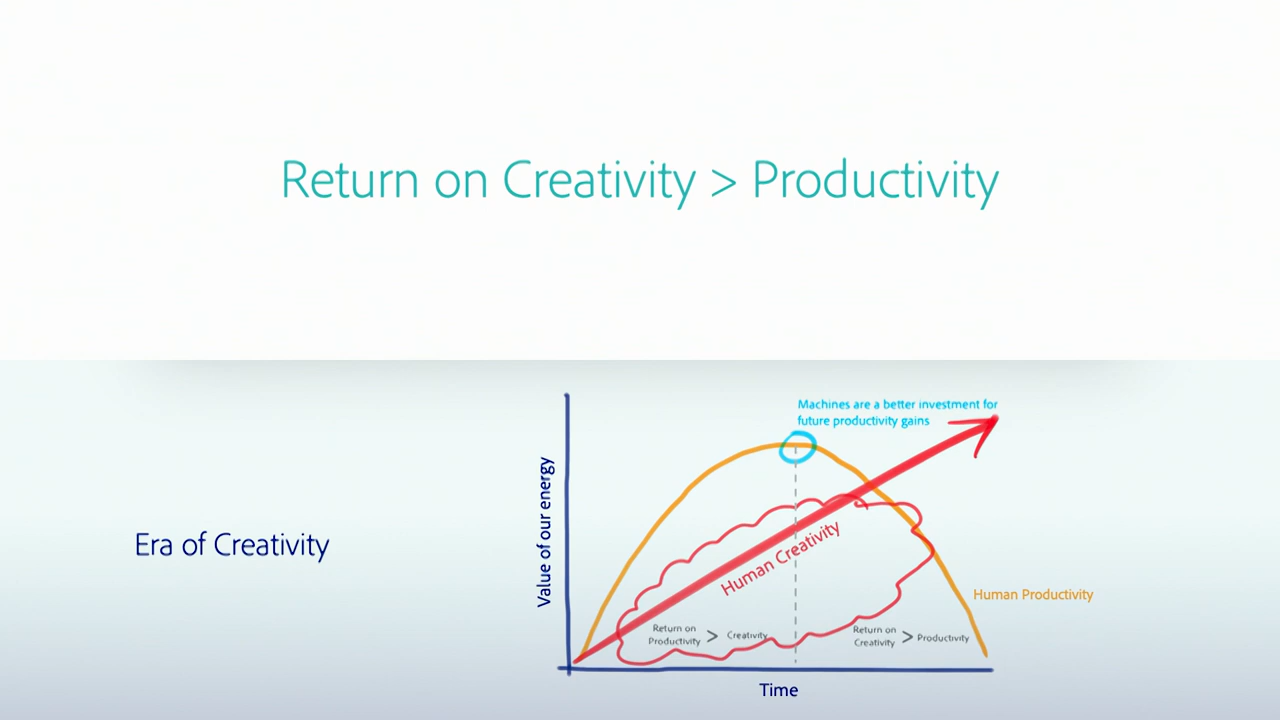 Return on Creativity > Productivity
Machines are a better investment for
future productivity gains
Value of our energy
Era of Creativity
Human Creativity
Human Productivity
Return on
Productivity > Creativity
Return on
Creativity > Productivity
Time